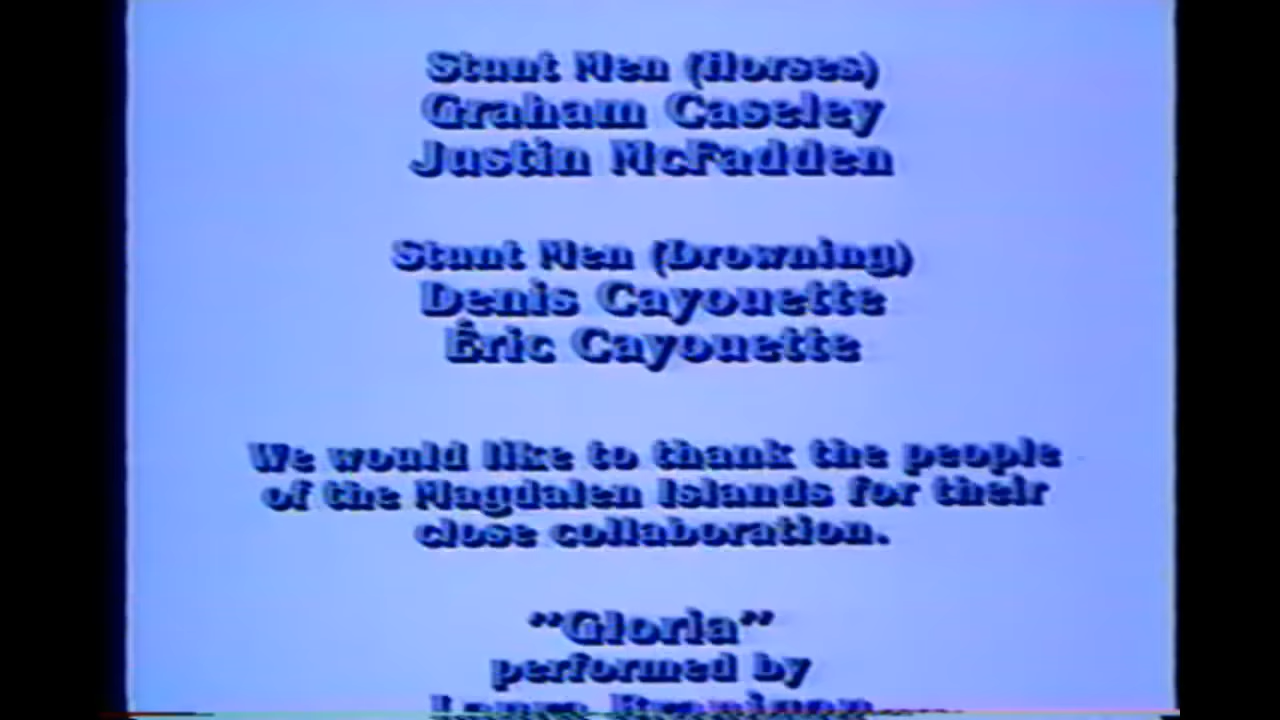 Stunt Men (Horses)
Graham Caseley
Justin McFadden
Stunt Men (Drowning)
Denis Cayouette
Éric Cayouette
We would like to thank the people
of the Magdalen Islands for their
close collaboration.
"Gloria"
performed by